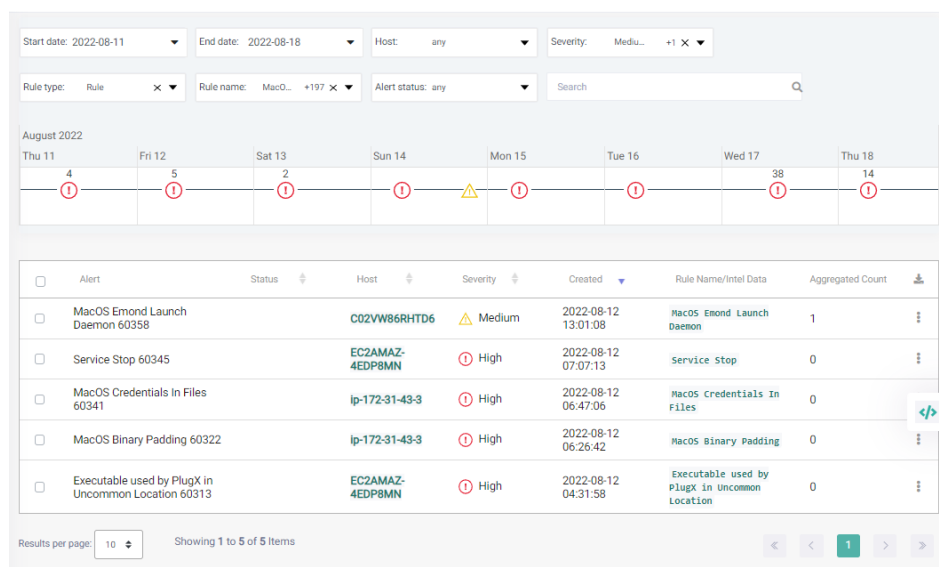 Start date: 2022-08-11 End date: 2022-08-18 Host: any Severity: Mediu... +1
Rule type: Rule Rule name: MacO... +197 Alert status: any Search
August 2022
Thu 11 Fri 12 Sat 13 Sun 14 Mon 15 Tue 16 Wed 17 Thu 18
4 5 2 38 14
Alert Status Host Severity Created Rule Name/Intel Data Aggregated Count
MacOS Emond Launch
Daemon 60358
C02VW86RHTD6
Medium
2022-08-12
13:01:08
MacOS Emond Launch
Daemon
1
Service Stop 60345
EC2AMAZ-
4EDP8MN
High
2022-08-12
07:07:13
Service Stop
0
MacOS Credentials In Files
60341
ip-172-31-43-3
High
2022-08-12
06:47:06
MacOS Credentials In
Files
0
</>
MacOS Binary Padding 60322
ip-172-31-43-3
High
2022-08-12
06:26:42
MacOS Binary Padding
0
Executable used by PlugX in
Uncommon Location 60313
EC2AMAZ-
4EDP8MN
High
2022-08-12
04:31:58
Executable used by
PlugX in Uncommon
Location
0
Results per page: 10 Showing 1 to 5 of 5 Items « < 1 > »